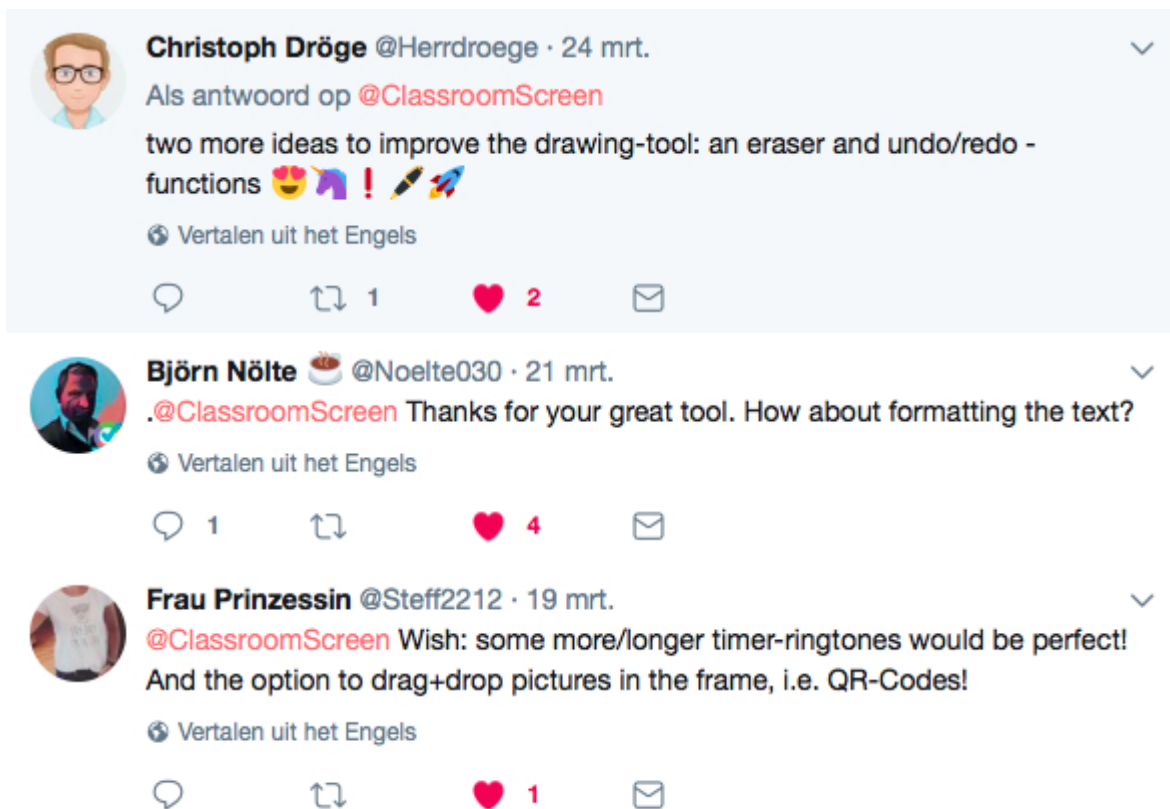 Christoph Dröge @Herrdroege · 24 mrt.
Als antwoord op @ClassroomScreen
two more ideas to improve the drawing-tool: an eraser and undo/redo -
functions 😍🦄❗🖋🚀
Vertalen uit het Engels
1 2
Björn Nölte ☕ @Noelte030 · 21 mrt.
.@ClassroomScreen Thanks for your great tool. How about formatting the text?
Vertalen uit het Engels
1 4
Frau Prinzessin @Steff2212 · 19 mrt.
@ClassroomScreen Wish: some more/longer timer-ringtones would be perfect!
And the option to drag+drop pictures in the frame, i.e. QR-Codes!
Vertalen uit het Engels
1